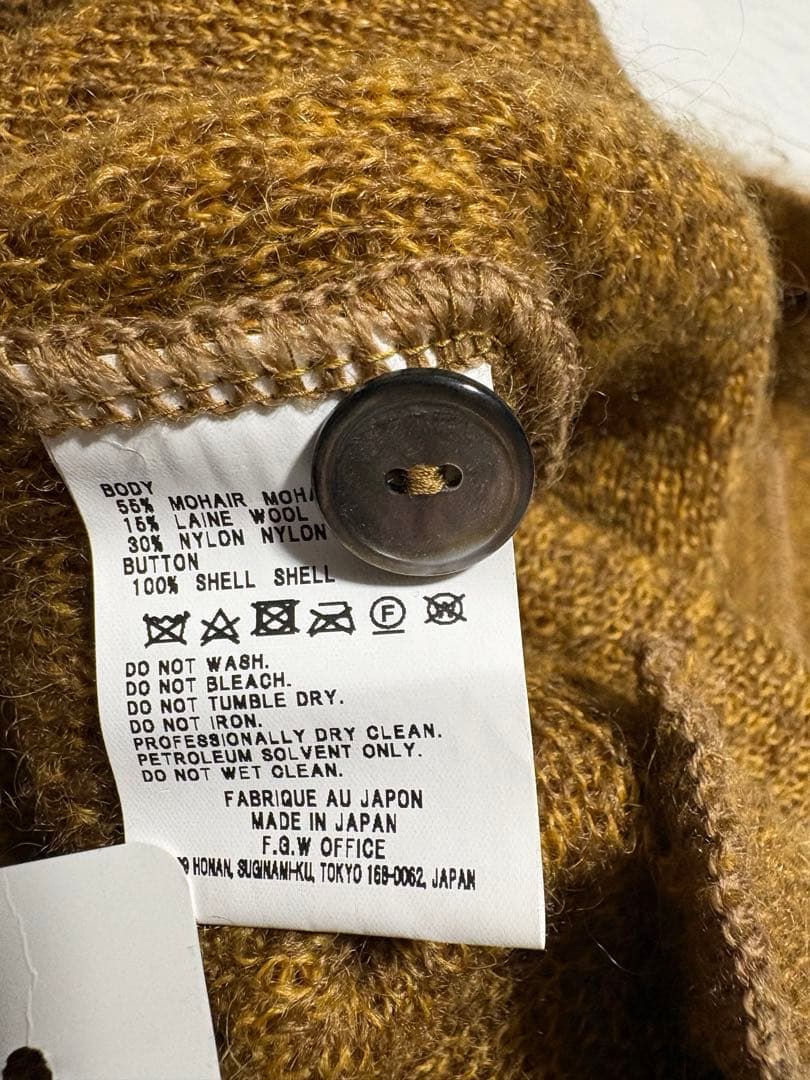 BODY
55% MOHAIR
15% LAINE WOOL
30% NYLON NYLON
BUTTON
100% SHELL SHELL
F W
DO NOT WASH.
DO NOT BLEACH.
DO NOT TUMBLE DRY.
DO NOT IRON.
PROFESSIONALLY DRY CLEAN.
PETROLEUM SOLVENT ONLY.
DO NOT WET CLEAN.
FABRIQUE AU JAPON
MADE IN JAPAN
F.G.W OFFICE
HONAN, SUGINAMI-KU, TOKYO 168-0062, JAPAN